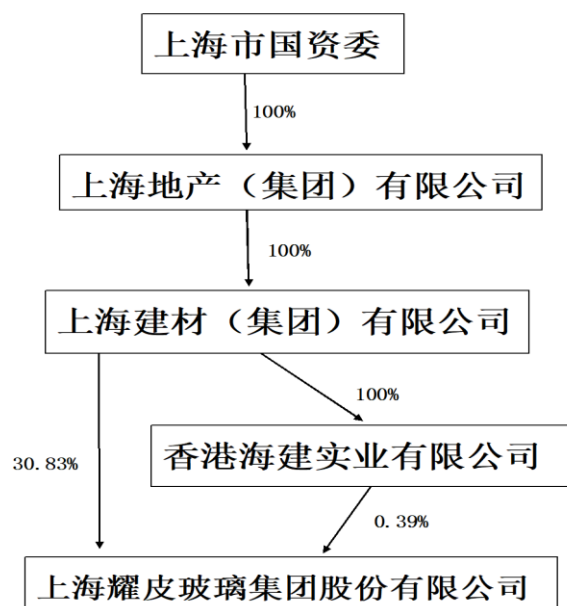 上海市国资委
100%
上海地产（集团）有限公司
100%
上海建材（集团）有限公司
100%
30.83%
香港海建实业有限公司
0.39%
上海耀皮玻璃集团股份有限公司